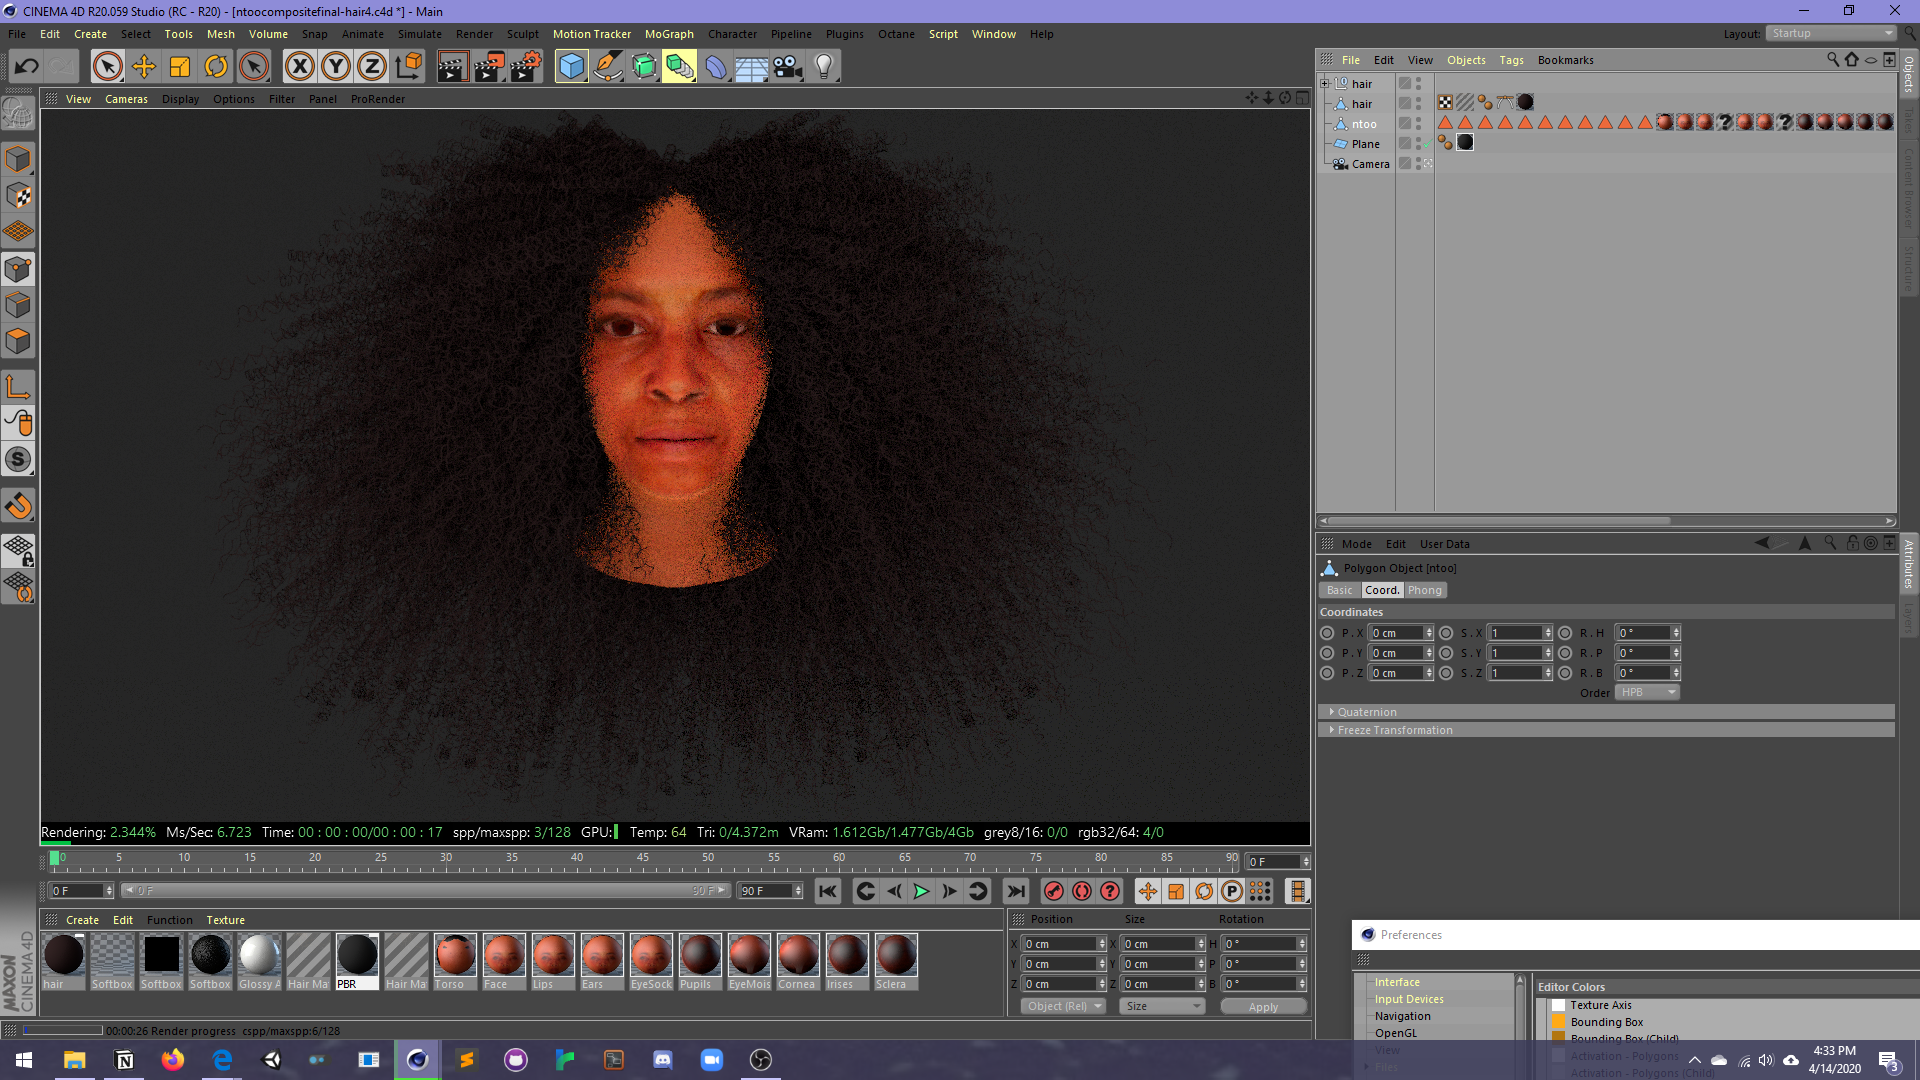 CINEMA 4D R20.059 Studio (RC - R20) - [ntoocompositefinal-hair4.c4d *] - Main
File Edit Create Select Tools Mesh Volume Snap Animate Simulate Render Sculpt Motion Tracker MoGraph Character Pipeline Plugins Octane Script Window Help
Layout: Startup
X Y Z
File Edit View Objects Tags Bookmarks
View Cameras Display Options Filter Panel ProRender
hair
hair
ntoo
Plane
Camera
Objects
Takes
Content Browser
Structure
Mode Edit User Data
Polygon Object [ntoo]
Basic Coord. Phong
Coordinates
P . X 0 cm S . X 1 R . H 0 °
P . Y 0 cm S . Y 1 R . P 0 °
P . Z 0 cm S . Z 1 R . B 0 °
Order HPB
Quaternion
Freeze Transformation
Attributes
Layers
Rendering: 2.344% Ms/Sec: 6.723 Time: 00 : 00 : 00/00 : 00 : 17 spp/maxspp: 3/128 GPU: Temp: 64 Tri: 0/4.372m VRam: 1.612Gb/1.477Gb/4Gb grey8/16: 0/0 rgb32/64: 4/0
0 5 10 15 20 25 30 35 40 45 50 55 60 65 70 75 80 85 90 0 F
0 F 0 F 90 F 90 F
Create Edit Function Texture
hair Softbox Softbox Softbox Glossy A Hair Ma PBR Hair Ma Torso Face Lips Ears EyeSock Pupils EyeMois Cornea Irises Sclera
Position Size Rotation
X 0 cm X 0 cm H 0 °
Y 0 cm Y 0 cm P 0 °
Z 0 cm Z 0 cm B 0 °
Object (Rel) Size Apply
MAXON CINEMA 4D
00:00:26 Render progress cspp/maxspp:6/128
Preferences
Interface
Input Devices
Navigation
OpenGL
View
Files
Editor Colors
Texture Axis
Bounding Box
Bounding Box (Child)
Activation - Polygons
Activation - Polygons (Child)
4:33 PM
4/14/2020
3